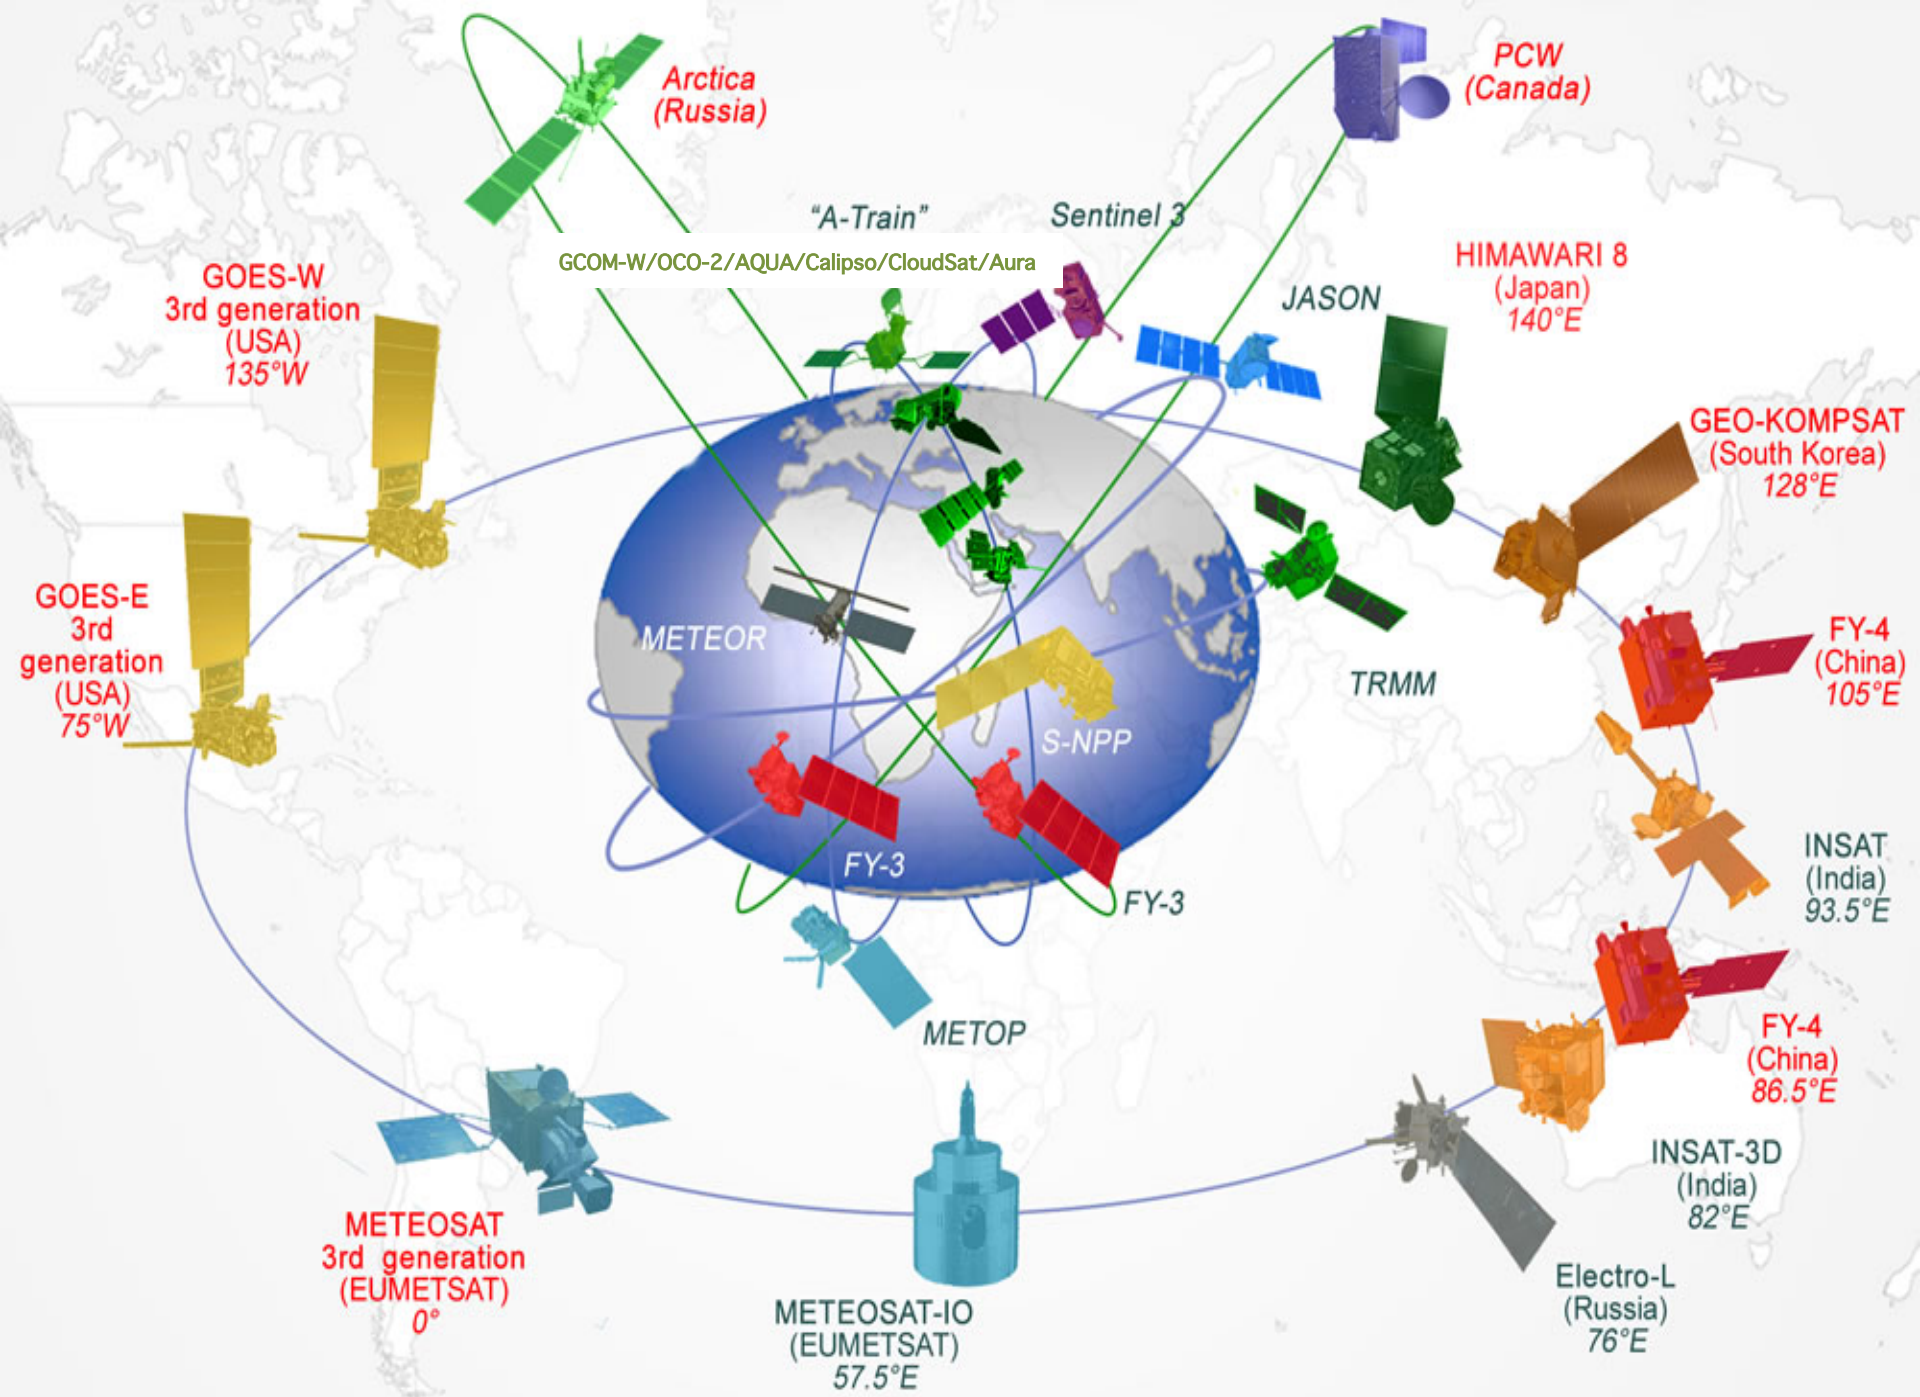 Arctica
(Russia)
PCW
(Canada)
"A-Train"
Sentinel 3
GCOM-W/OCO-2/AQUA/Calipso/CloudSat/Aura
GOES-W
3rd generation
(USA)
135°W
JASON
HIMAWARI 8
(Japan)
140°E
GEO-KOMPSAT
(South Korea)
128°E
GOES-E
3rd
generation
(USA)
75°W
METEOR
TRMM
FY-4
(China)
105°E
S-NPP
FY-3
FY-3
INSAT
(India)
93.5°E
METOP
FY-4
(China)
86.5°E
INSAT-3D
(India)
82°E
METEOSAT
3rd generation
(EUMETSAT)
0°
METEOSAT-IO
(EUMETSAT)
57.5°E
Electro-L
(Russia)
76°E